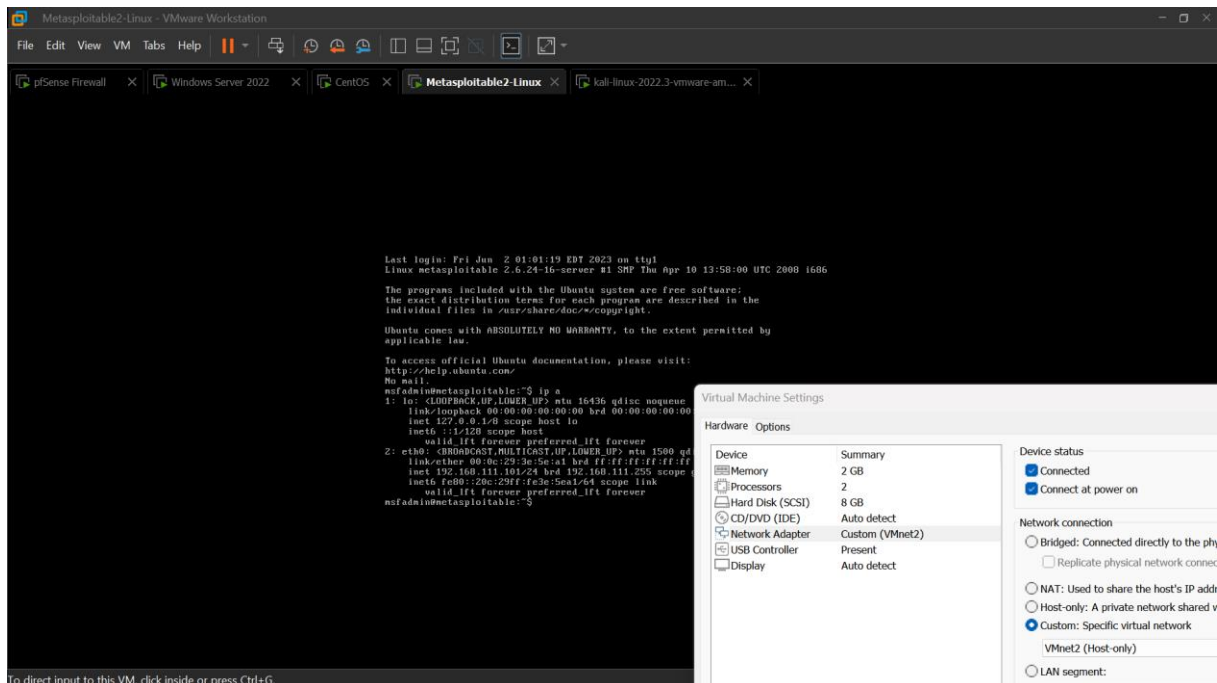 Metasploitable2-Linux - VMware Workstation
File Edit View VM Tabs Help
pfSense Firewall
Windows Server 2022
CentOS
Metasploitable2-Linux
kali-linux-2022.3-vmware-am...
Last login: Fri Jun 2 01:01:19 EDT 2023 on tty1
Linux metasploitable 2.6.24-16-server #1 SMP Thu Apr 10 13:58:00 UTC 2008 i686
The programs included with the Ubuntu system are free software;
the exact distribution terms for each program are described in the
individual files in /usr/share/doc/*/copyright.
Ubuntu comes with ABSOLUTELY NO WARRANTY, to the extent permitted by
applicable law.
To access official Ubuntu documentation, please visit:
http://help.ubuntu.com/
No mail.
msfadmin@metasploitable:~$ ip a
1: lo: <LOOPBACK,UP,LOWER_UP> mtu 16436 qdisc noqueue
link/loopback 00:00:00:00:00:00 brd 00:00:00:00:00
inet 127.0.0.1/8 scope host lo
inet6 ::1/128 scope host
valid_lft forever preferred_lft forever
2: eth0: <BROADCAST,MULTICAST,UP,LOWER_UP> mtu 1500 qd
link/ether 00:0c:29:3e:5e:a1 brd ff:ff:ff:ff:ff:ff
inet 192.168.111.101/24 brd 192.168.111.255 scope g
inet6 fe80::20c:29ff:fe3e:5ea1/64 scope link
valid_lft forever preferred_lft forever
msfadmin@metasploitable:~$
Virtual Machine Settings
Hardware Options
Device Summary
Memory 2 GB
Processors 2
Hard Disk (SCSI) 8 GB
CD/DVD (IDE) Auto detect
Network Adapter Custom (VMnet2)
USB Controller Present
Display Auto detect
Device status
Connected
Connect at power on
Network connection
Bridged: Connected directly to the phy
Replicate physical network connec
NAT: Used to share the host's IP addr
Host-only: A private network shared w
Custom: Specific virtual network
VMnet2 (Host-only)
LAN segment:
To direct input to this VM, click inside or press Ctrl+G.